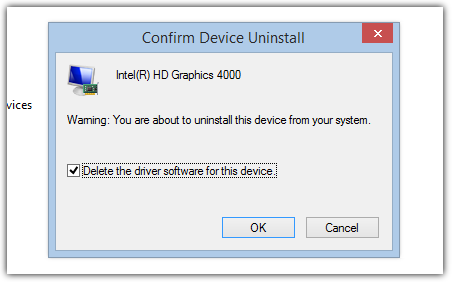 Confirm Device Uninstall
Intel(R) HD Graphics 4000
vices
Warning: You are about to uninstall this device from your system.
Delete the driver software for this device.
OK
Cancel